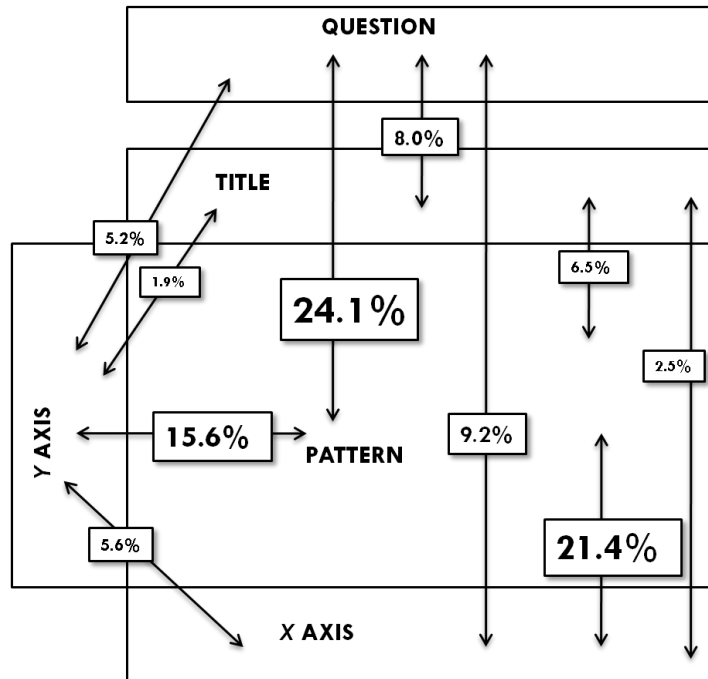 QUESTION
8.0%
TITLE
5.2%
6.5%
1.9%
24.1%
2.5%
Y AXIS
15.6%
9.2%
PATTERN
5.6%
21.4%
X AXIS